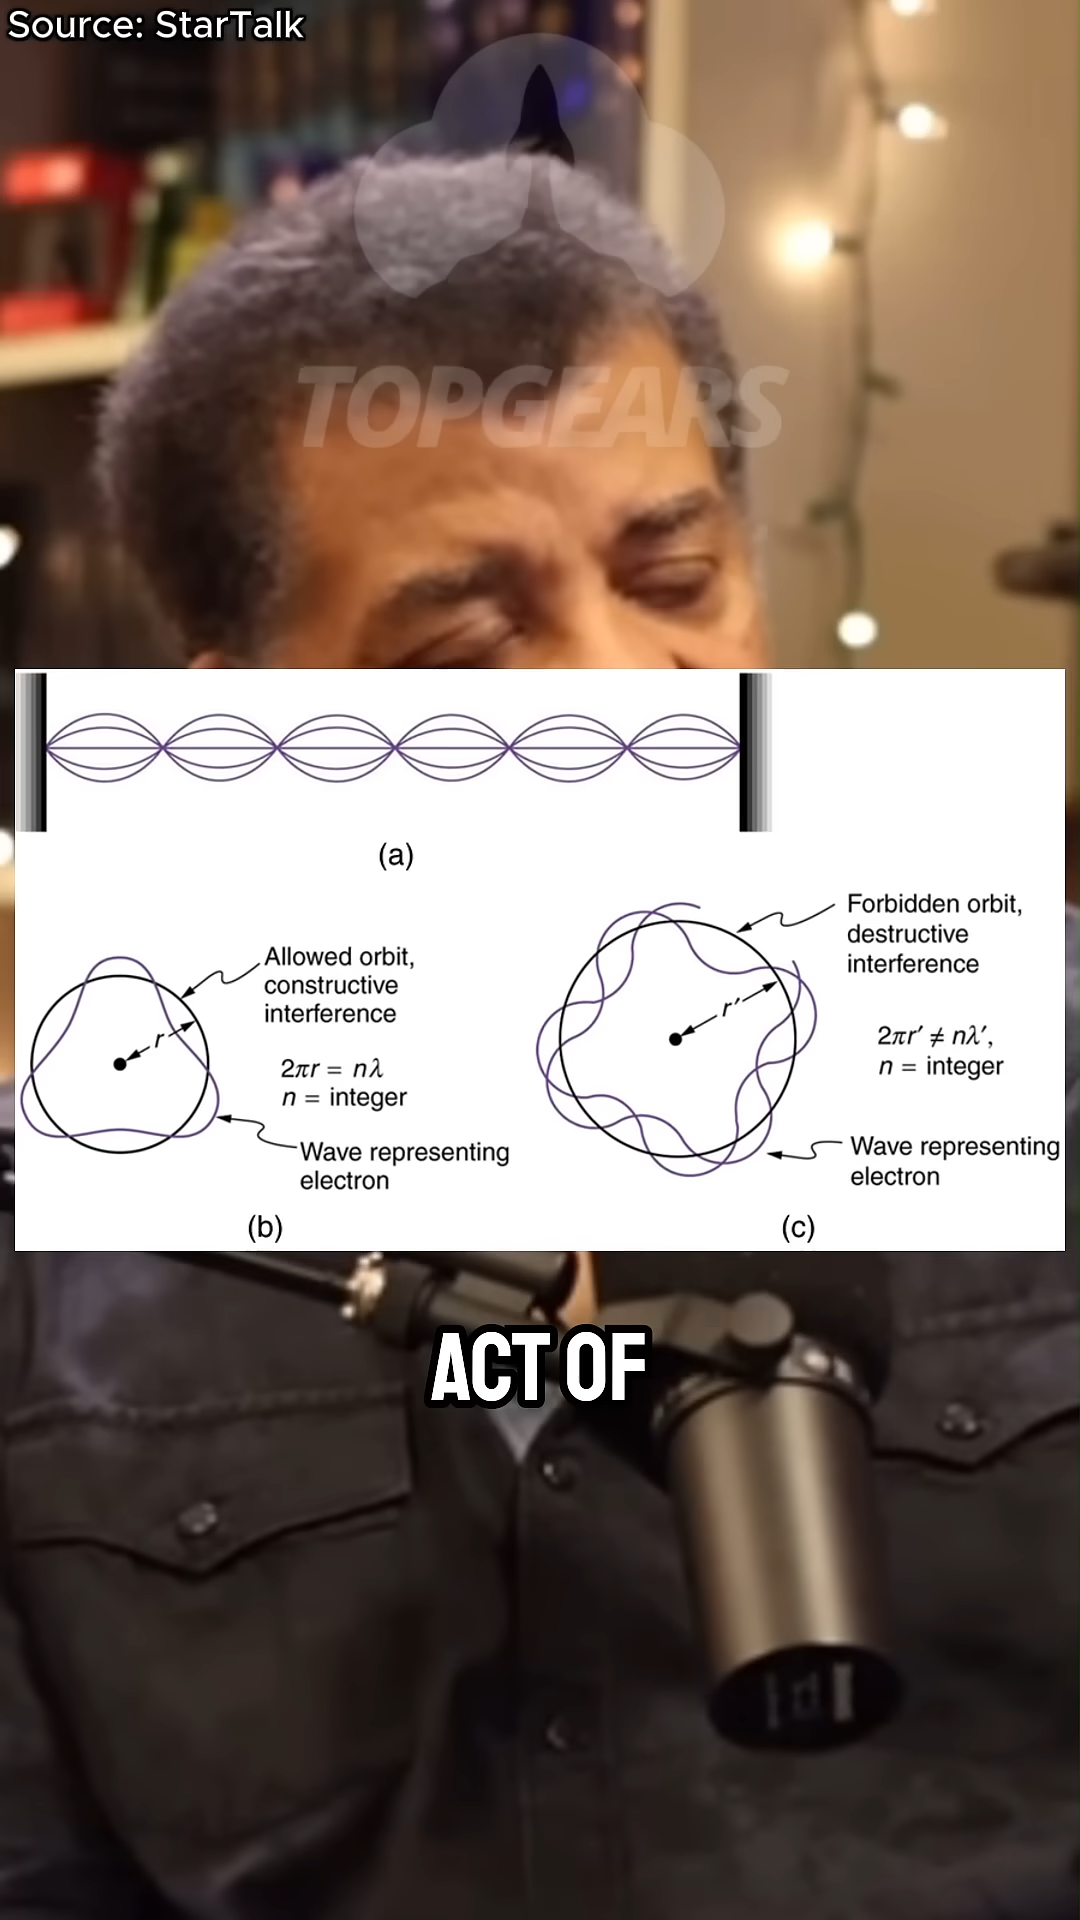 Source: StarTalk
TOPGEARS
(a)
Allowed orbit,
constructive
interference
r
2πr = nλ
n = integer
Wave representing
electron
(b)
Forbidden orbit,
destructive
interference
r′
2πr′ ≠ nλ′,
n = integer
Wave representing
electron
(c)
ACT OF